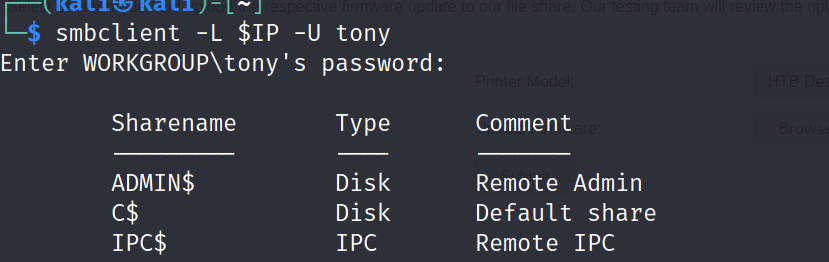 (kali㉿kali)-[~]
respective firmware update to our file share. Our testing team will review the up
$ smbclient -L $IP -U tony
Enter WORKGROUP\tony's password:
Printer Model:
HTB Des
Brows
Sharename Type Comment
--------- ---- -------
ADMIN$ Disk Remote Admin
C$ Disk Default share
IPC$ IPC Remote IPC